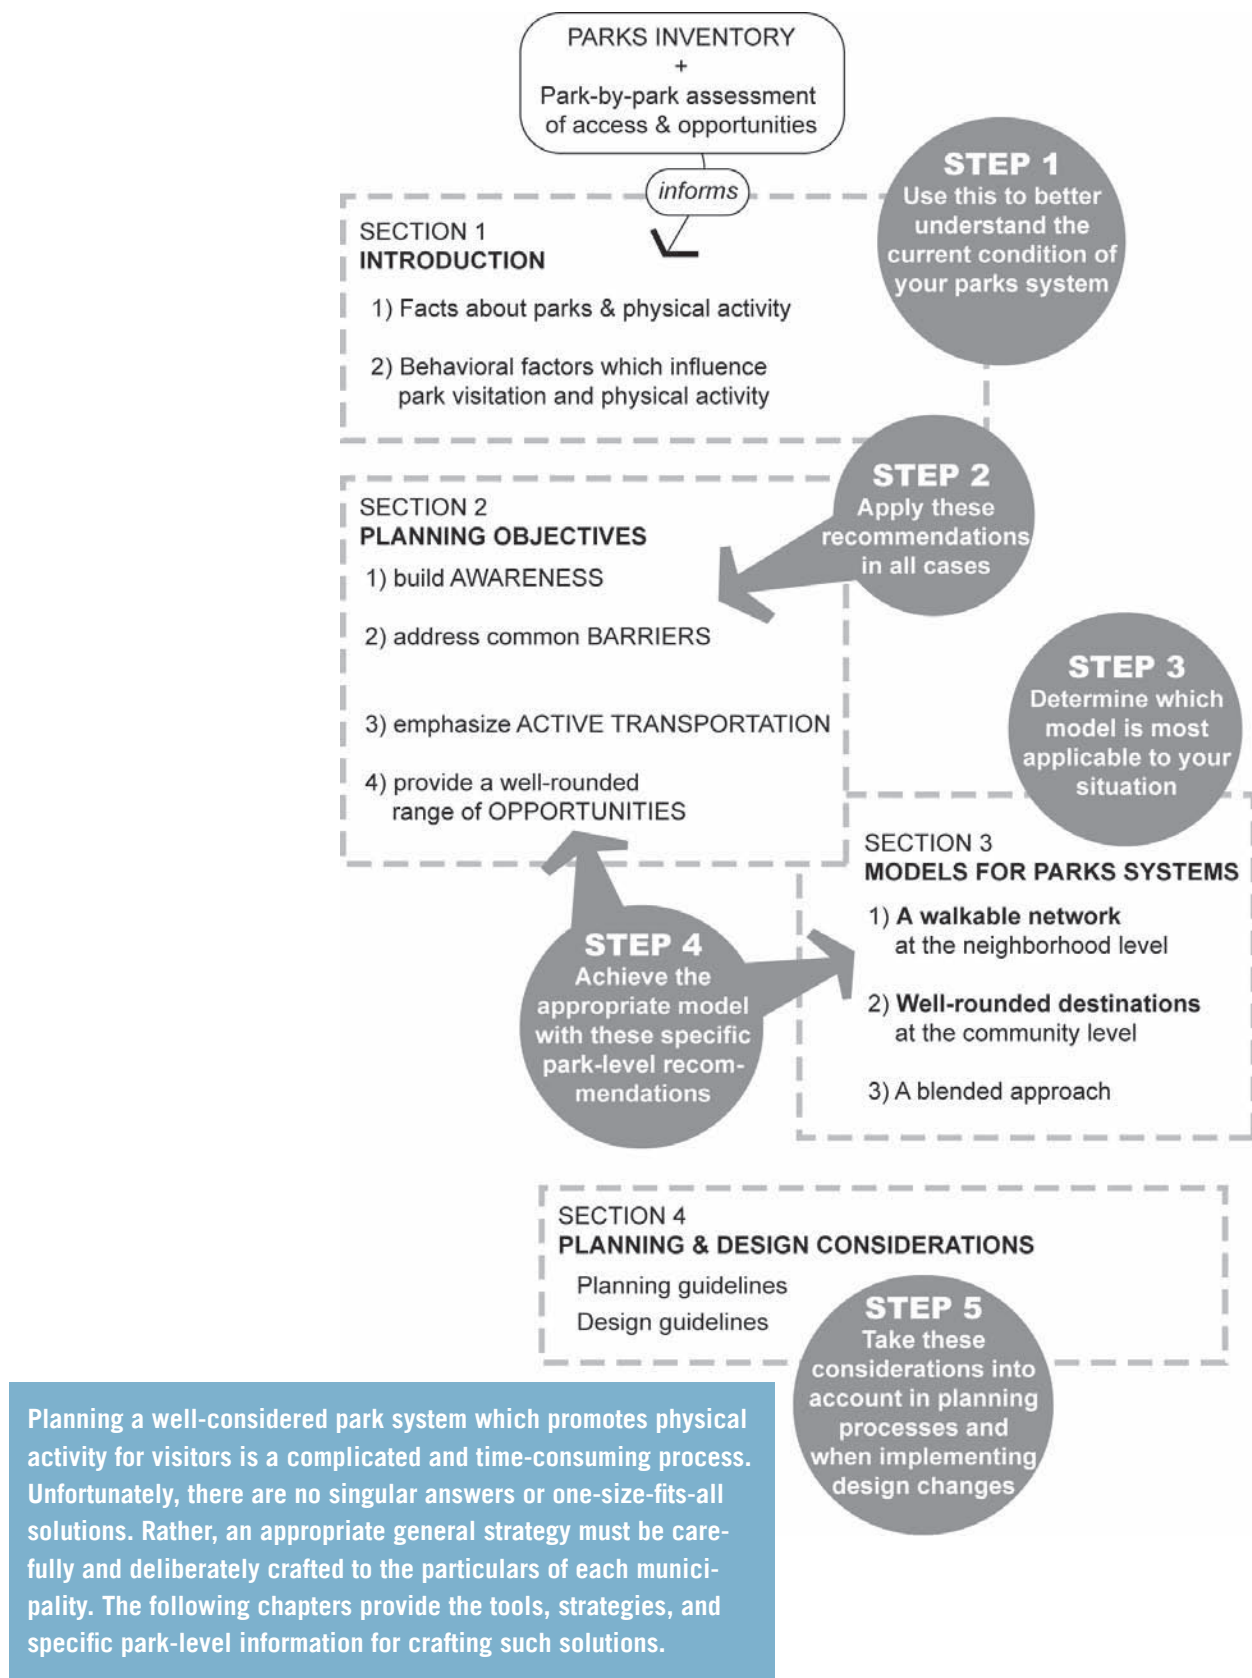 PARKS INVENTORY
+
Park-by-park assessment
of access & opportunities
informs
STEP 1
Use this to better
understand the
current condition of
your parks system
SECTION 1
INTRODUCTION
1) Facts about parks & physical activity
2) Behavioral factors which influence
park visitation and physical activity
STEP 2
Apply these
recommendations
in all cases
SECTION 2
PLANNING OBJECTIVES
1) build AWARENESS
2) address common BARRIERS
3) emphasize ACTIVE TRANSPORTATION
4) provide a well-rounded
range of OPPORTUNITIES
STEP 3
Determine which
model is most
applicable to your
situation
SECTION 3
MODELS FOR PARKS SYSTEMS
1) A walkable network
at the neighborhood level
2) Well-rounded destinations
at the community level
3) A blended approach
STEP 4
Achieve the
appropriate model
with these specific
park-level recom-
mendations
SECTION 4
PLANNING & DESIGN CONSIDERATIONS
Planning guidelines
Design guidelines
STEP 5
Take these
considerations into
account in planning
processes and
when implementing
design changes
Planning a well-considered park system which promotes physical
activity for visitors is a complicated and time-consuming process.
Unfortunately, there are no singular answers or one-size-fits-all
solutions. Rather, an appropriate general strategy must be care-
fully and deliberately crafted to the particulars of each munici-
pality. The following chapters provide the tools, strategies, and
specific park-level information for crafting such solutions.